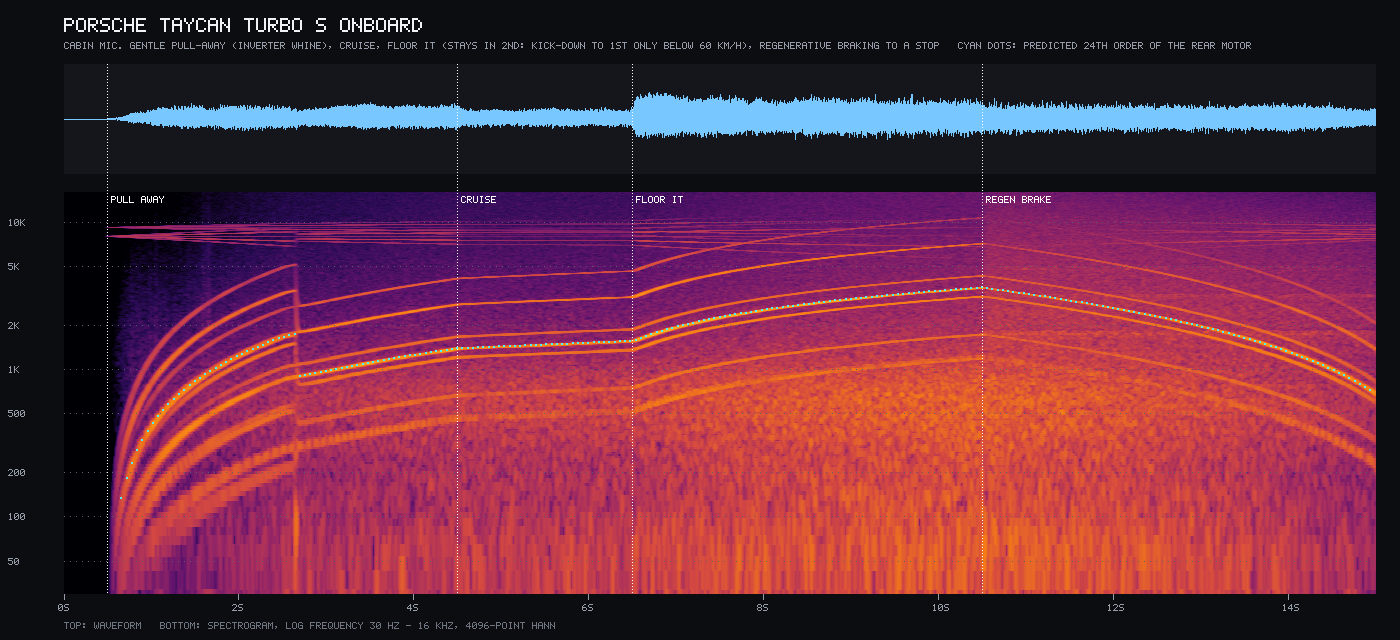 PORSCHE TAYCAN TURBO S ONBOARD
CABIN MIC. GENTLE PULL-AWAY (INVERTER WHINE), CRUISE, FLOOR IT (STAYS IN 2ND: KICK-DOWN TO 1ST ONLY BELOW 60 KM/H), REGENERATIVE BRAKING TO A STOP   CYAN DOTS: PREDICTED 24TH ORDER OF THE REAR MOTOR
PULL AWAY   CRUISE   FLOOR IT   REGEN BRAKE
10K
5K
2K
1K
500
200
100
50
0S   2S   4S   6S   8S   10S   12S   14S
TOP: WAVEFORM   BOTTOM: SPECTROGRAM, LOG FREQUENCY 30 HZ - 16 KHZ, 4096-POINT HANN